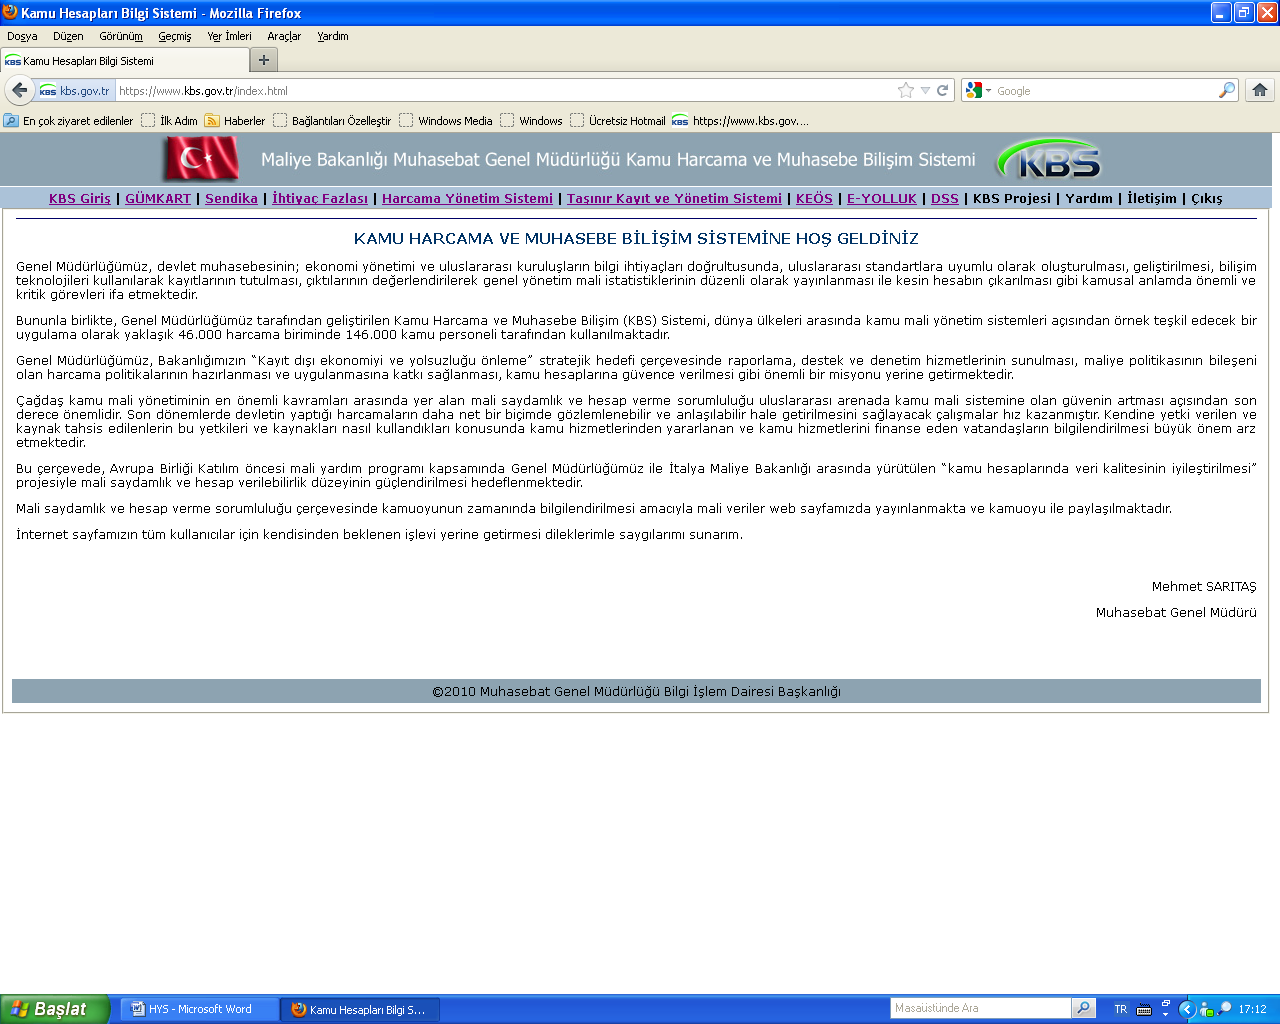 Kamu Hesapları Bilgi Sistemi - Mozilla Firefox
Dosya Düzen Görünüm Geçmiş Yer İmleri Araçlar Yardım
KBS Kamu Hesapları Bilgi Sistemi
KBS kbs.gov.tr https://www.kbs.gov.tr/index.html Google
En çok ziyaret edilenler İlk Adım Haberler Bağlantıları Özelleştir Windows Media Windows Ücretsiz Hotmail KBS https://www.kbs.gov....
Maliye Bakanlığı Muhasebat Genel Müdürlüğü Kamu Harcama ve Muhasebe Bilişim Sistemi KBS
KBS Giriş | GÜMKART | Sendika | İhtiyaç Fazlası | Harcama Yönetim Sistemi | Taşınır Kayıt ve Yönetim Sistemi | KEÖS | E-YOLLUK | DSS | KBS Projesi | Yardım | İletişim | Çıkış
KAMU HARCAMA VE MUHASEBE BİLİŞİM SİSTEMİNE HOŞ GELDİNİZ
Genel Müdürlüğümüz, devlet muhasebesinin; ekonomi yönetimi ve uluslararası kuruluşların bilgi ihtiyaçları doğrultusunda, uluslararası standartlara uyumlu olarak oluşturulması, geliştirilmesi, bilişim
teknolojileri kullanılarak kayıtlarının tutulması, çıktılarının değerlendirilerek genel yönetim mali istatistiklerinin düzenli olarak yayınlanması ile kesin hesabın çıkarılması gibi kamusal anlamda önemli ve
kritik görevleri ifa etmektedir.
Bununla birlikte, Genel Müdürlüğümüz tarafından geliştirilen Kamu Harcama ve Muhasebe Bilişim (KBS) Sistemi, dünya ülkeleri arasında kamu mali yönetim sistemleri açısından örnek teşkil edecek bir
uygulama olarak yaklaşık 46.000 harcama biriminde 146.000 kamu personeli tarafından kullanılmaktadır.
Genel Müdürlüğümüz, Bakanlığımızın “Kayıt dışı ekonomiyi ve yolsuzluğu önleme” stratejik hedefi çerçevesinde raporlama, destek ve denetim hizmetlerinin sunulması, maliye politikasının bileşeni
olan harcama politikalarının hazırlanması ve uygulanmasına katkı sağlanması, kamu hesaplarına güvence verilmesi gibi önemli bir misyonu yerine getirmektedir.
Çağdaş kamu mali yönetiminin en önemli kavramları arasında yer alan mali saydamlık ve hesap verme sorumluluğu uluslararası arenada kamu mali sistemine olan güvenin artması açısından son
derece önemlidir. Son dönemlerde devletin yaptığı harcamaların daha net bir biçimde gözlemlenebilir ve anlaşılabilir hale getirilmesini sağlayacak çalışmalar hız kazanmıştır. Kendine yetki verilen ve
kaynak tahsis edilenlerin bu yetkileri ve kaynakları nasıl kullandıkları konusunda kamu hizmetlerinden yararlanan ve kamu hizmetlerini finanse eden vatandaşların bilgilendirilmesi büyük önem arz
etmektedir.
Bu çerçevede, Avrupa Birliği Katılım öncesi mali yardım programı kapsamında Genel Müdürlüğümüz ile İtalya Maliye Bakanlığı arasında yürütülen “kamu hesaplarında veri kalitesinin iyileştirilmesi”
projesiyle mali saydamlık ve hesap verilebilirlik düzeyinin güçlendirilmesi hedeflenmektedir.
Mali saydamlık ve hesap verme sorumluluğu çerçevesinde kamuoyunun zamanında bilgilendirilmesi amacıyla mali veriler web sayfamızda yayınlanmakta ve kamuoyu ile paylaşılmaktadır.
İnternet sayfamızın tüm kullanıcılar için kendisinden beklenen işlevi yerine getirmesi dileklerimle saygılarımı sunarım.
Mehmet SARITAŞ
Muhasebat Genel Müdürü
©2010 Muhasebat Genel Müdürlüğü Bilgi İşlem Dairesi Başkanlığı
Başlat HYS - Microsoft Word Kamu Hesapları Bilgi S... Masaüstünde Ara TR 17:12